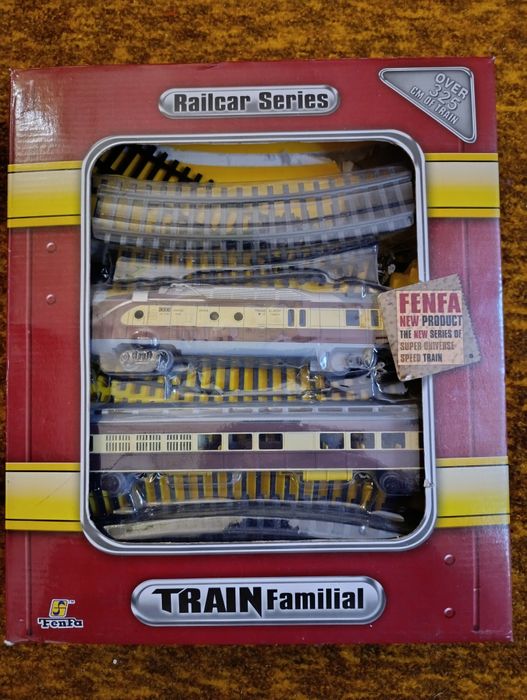 Railcar Series
OVER
325
CM OF TRAIN
FENFA
NEW PRODUCT
THE NEW SERIES OF
SUPER-UNIVERSE-
SPEED TRAIN
TRAIN Familial
Fenfa